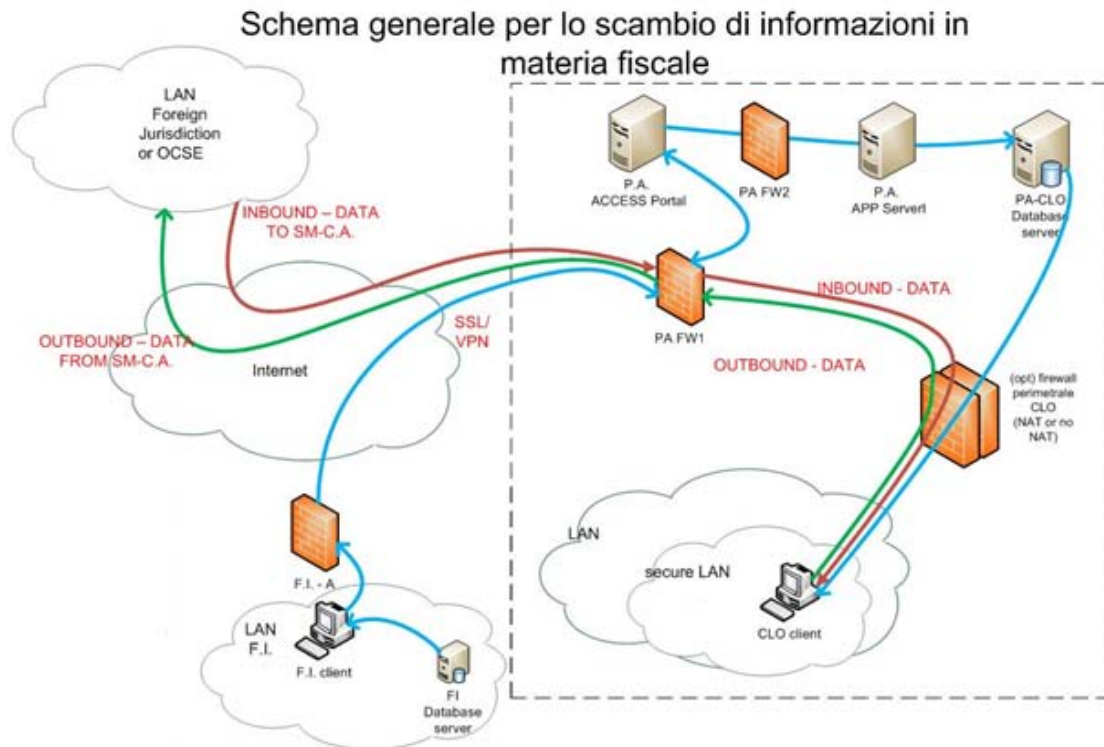 Schema generale per lo scambio di informazioni in
materia fiscale
LAN
Foreign
Jurisdiction
or OCSE
P.A.
ACCESS Portal
PA FW2
P.A.
APP Serverl
PA-CLO
Database
server
INBOUND – DATA
TO SM-C.A.
INBOUND - DATA
PA FW1
SSL/
VPN
OUTBOUND – DATA
FROM SM-C.A.
Internet
OUTBOUND - DATA
(opt) firewall
perimetrale
CLO
(NAT or no
NAT)
LAN
secure LAN
CLO client
F.I. - A
LAN
F.I.
F.I. client
FI
Database
server